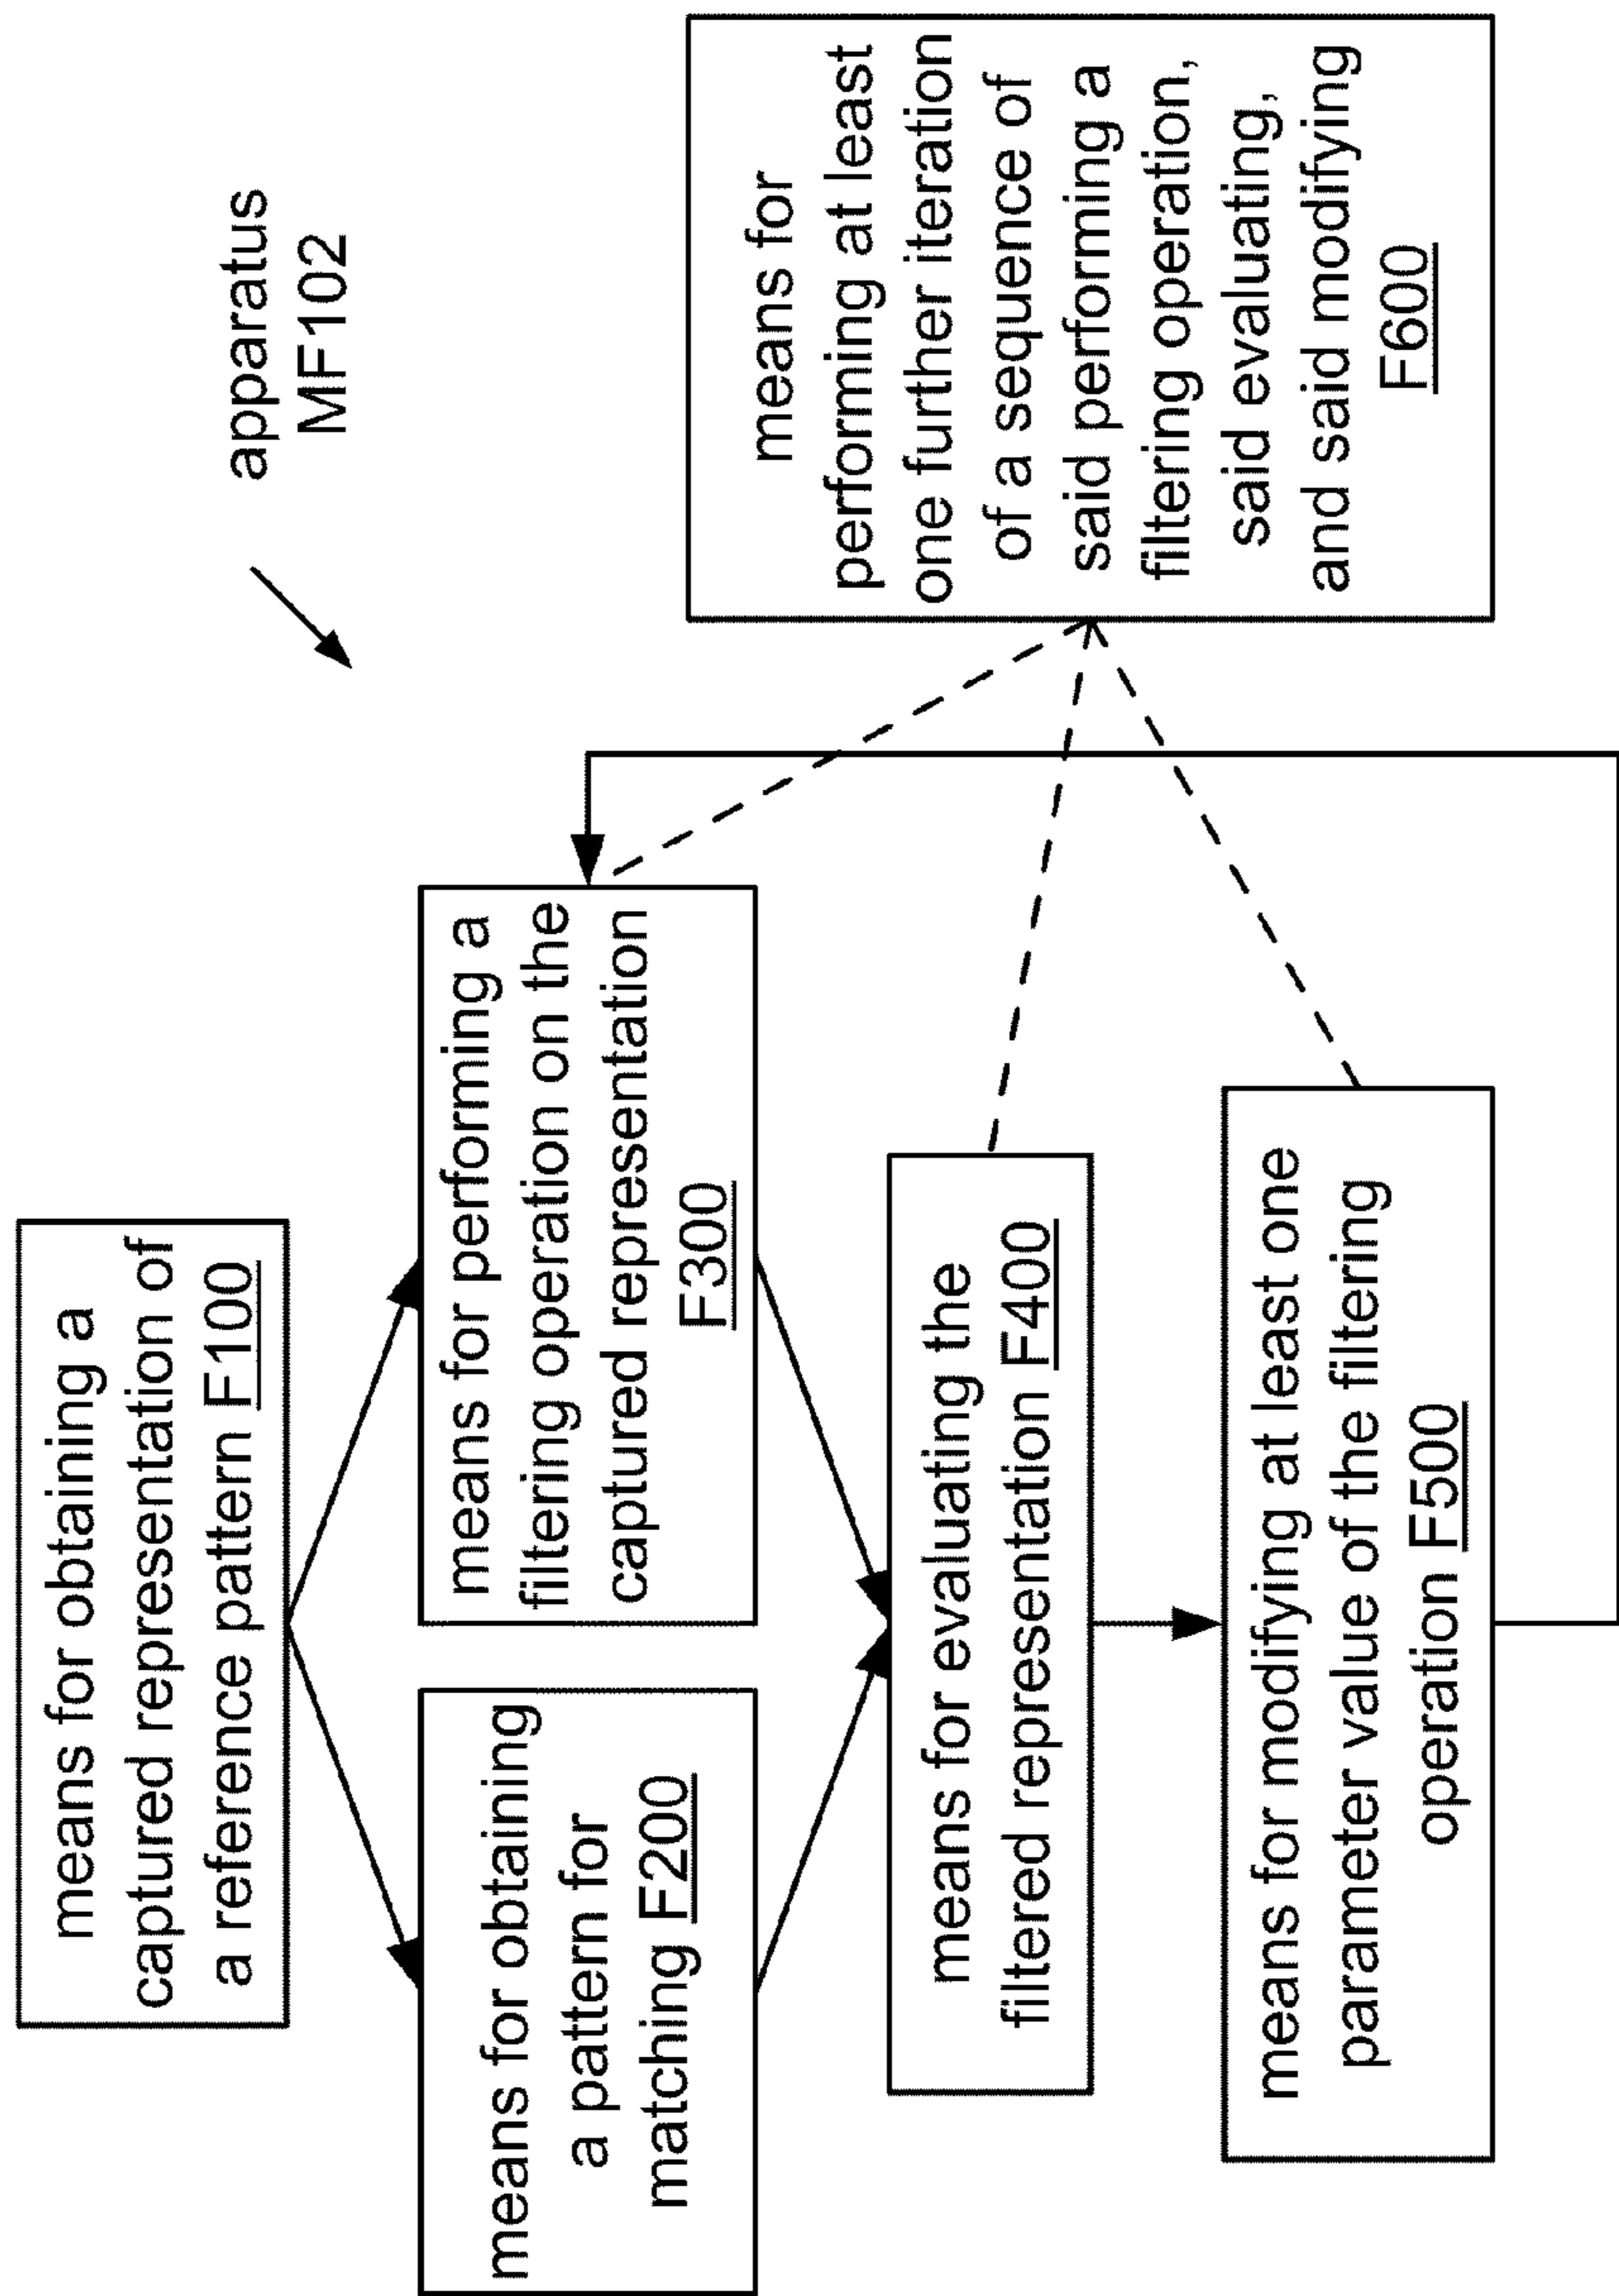 apparatus
MF102
means for obtaining a
captured representation of
a reference pattern F100
means for obtaining
a pattern for
matching F200
means for performing a
filtering operation on the
captured representation
F300
means for evaluating the
filtered representation F400
means for modifying at least one
parameter value of the filtering
operation F500
means for
performing at least
one further iteration
of a sequence of
said performing a
filtering operation,
said evaluating,
and said modifying
F600